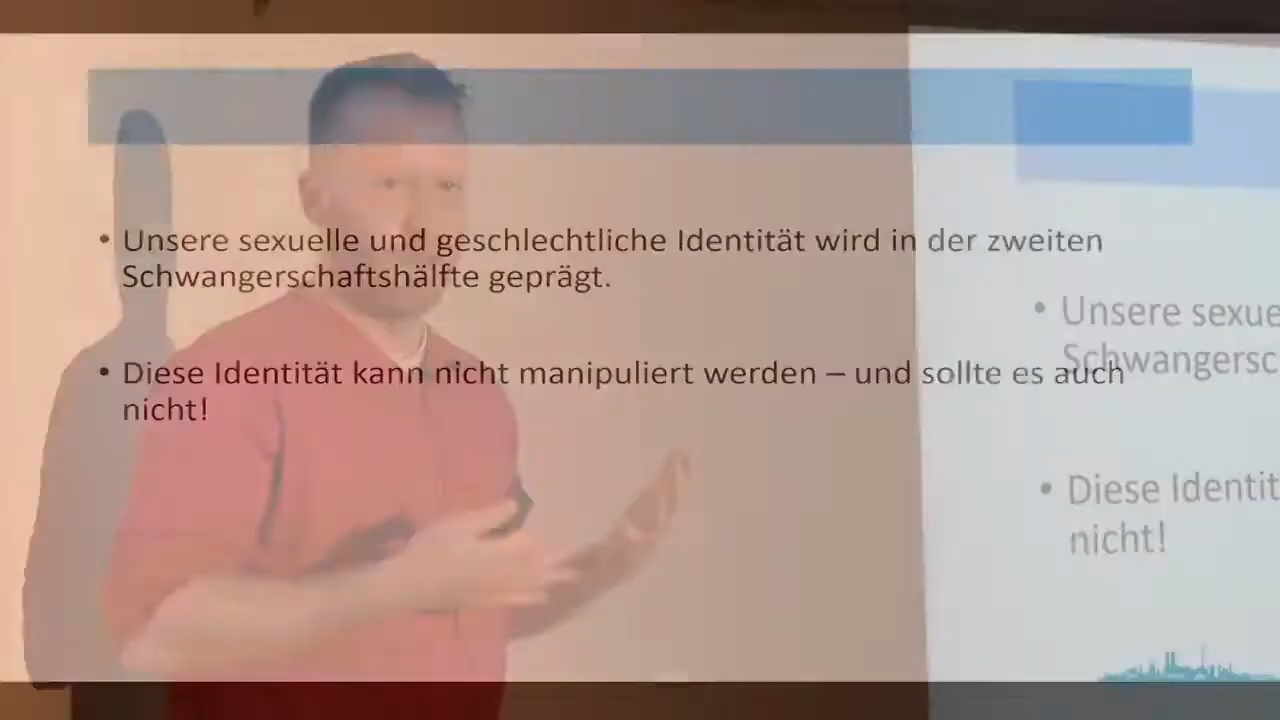 • Unsere sexuelle und geschlechtliche Identität wird in der zweiten
Schwangerschaftshälfte geprägt.
• Diese Identität kann nicht manipuliert werden – und sollte es auch
nicht!
• Unsere sexue
Schwangersc
• Diese Identit
nicht!